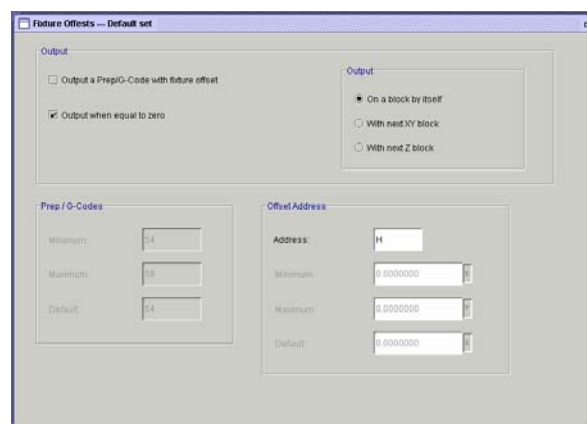 Fixture Offests --- Default set
Output
Output a Prep/G-Code with fixture offset
Output when equal to zero
Output
On a block by itself
With next XY block
With next Z block
Prep / G-Codes
Minimum: 54
Maximum: 59
Default: 54
Offset Address
Address: H
Minimum: 0.0000000
Maximum: 0.0000000
Default: 0.0000000